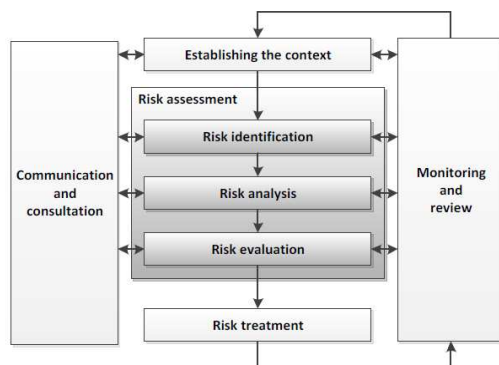 Establishing the context
Risk assessment
Risk identification
Communication
and
consultation
Risk analysis
Monitoring
and
review
Risk evaluation
Risk treatment